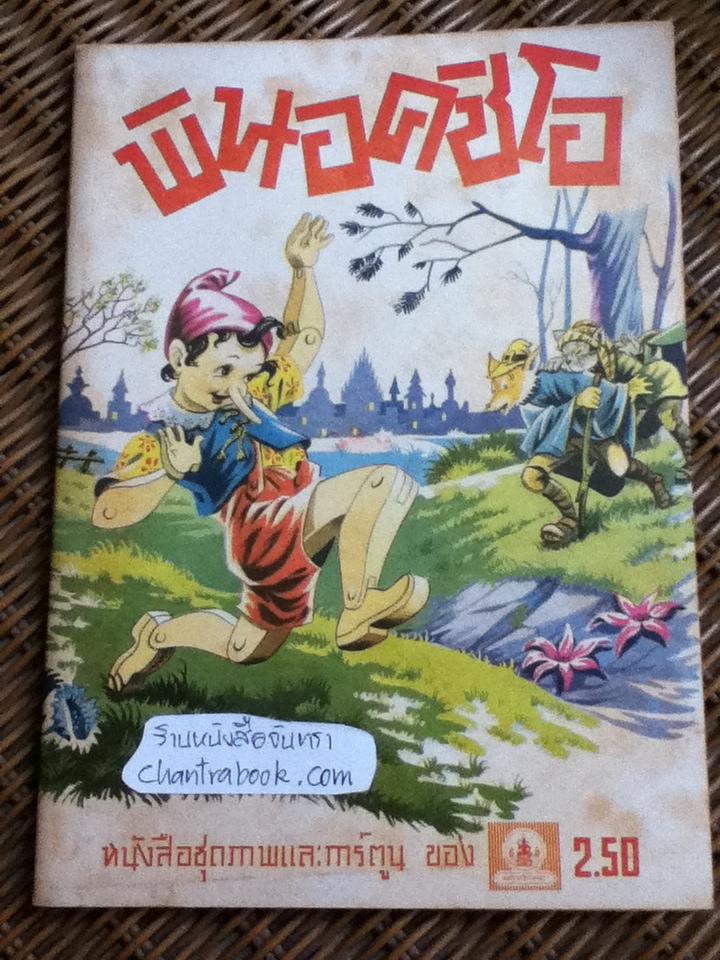 พินอคชิโอ
ร้านหนังสือจันทรา
chantrabook.com
หนังสือชุดภาพและการ์ตูน ของ 2.50